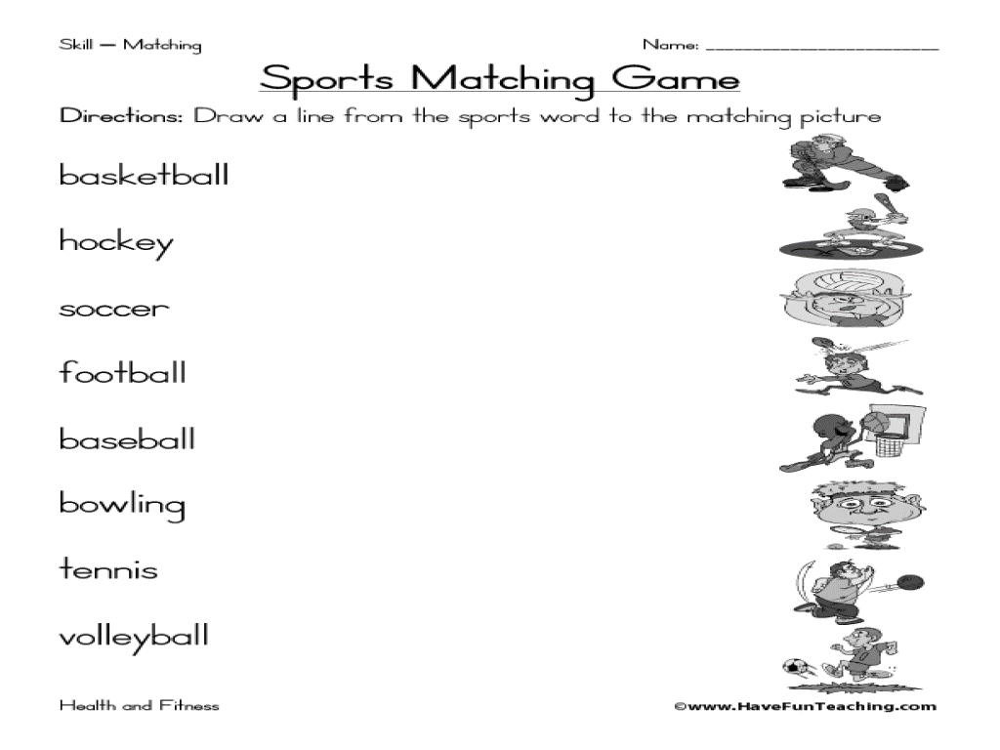 Skill — Matching
Name: _________________________
Sports Matching Game
Directions: Draw a line from the sports word to the matching picture
basketball
hockey
soccer
football
baseball
bowling
tennis
volleyball
Health and Fitness
©www.HaveFunTeaching.com